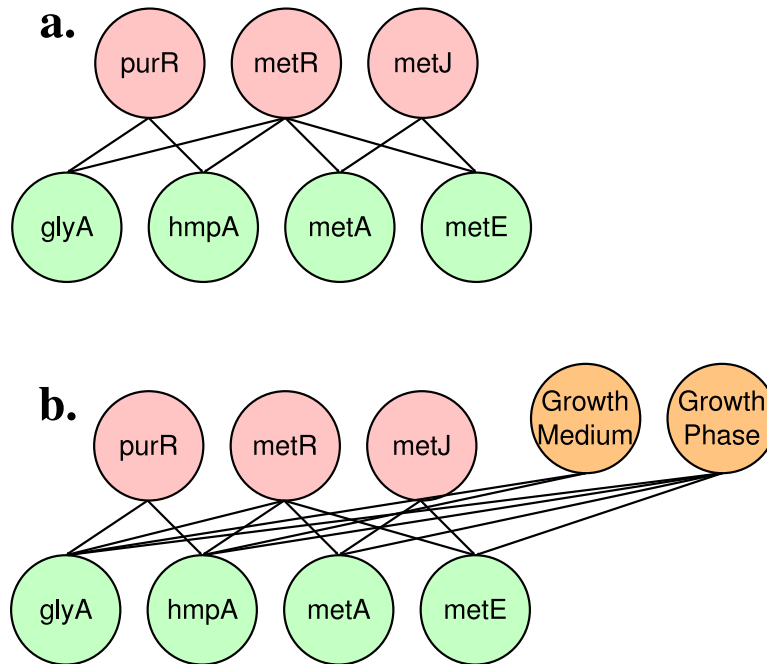 a.
purR
metR
metJ
glyA
hmpA
metA
metE
b.
purR
metR
metJ
Growth
Medium
Growth
Phase
glyA
hmpA
metA
metE